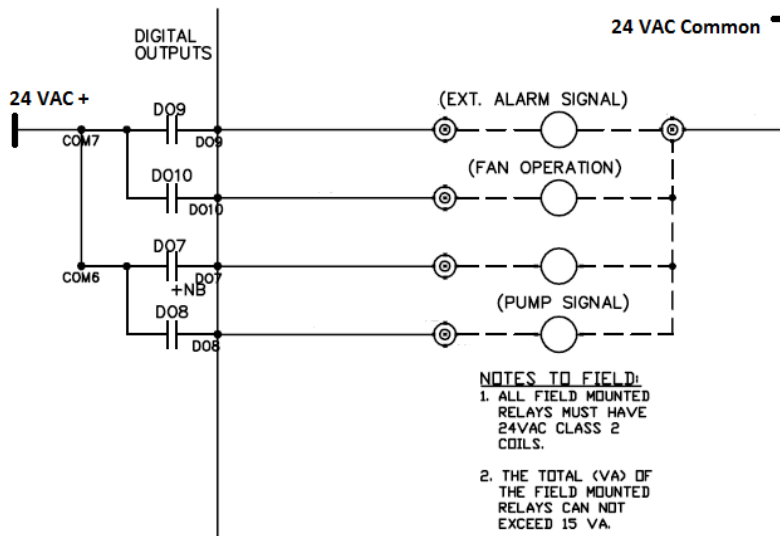 24 VAC Common
DIGITAL
OUTPUTS
24 VAC +
DO9
(EXT. ALARM SIGNAL)
COM7
DO9
DO10
(FAN OPERATION)
DO10
DO7
COM6
DO7
+NB
(PUMP SIGNAL)
DO8
DO8
NOTES TO FIELD:
1. ALL FIELD MOUNTED
RELAYS MUST HAVE
24VAC CLASS 2
COILS.
2. THE TOTAL (VA) OF
THE FIELD MOUNTED
RELAYS CAN NOT
EXCEED 15 VA.